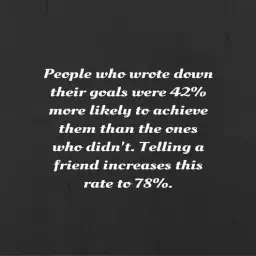 People who wrote down
their goals were 42%
more likely to achieve
them than the ones
who didn't. Telling a
friend increases this
rate to 78%.